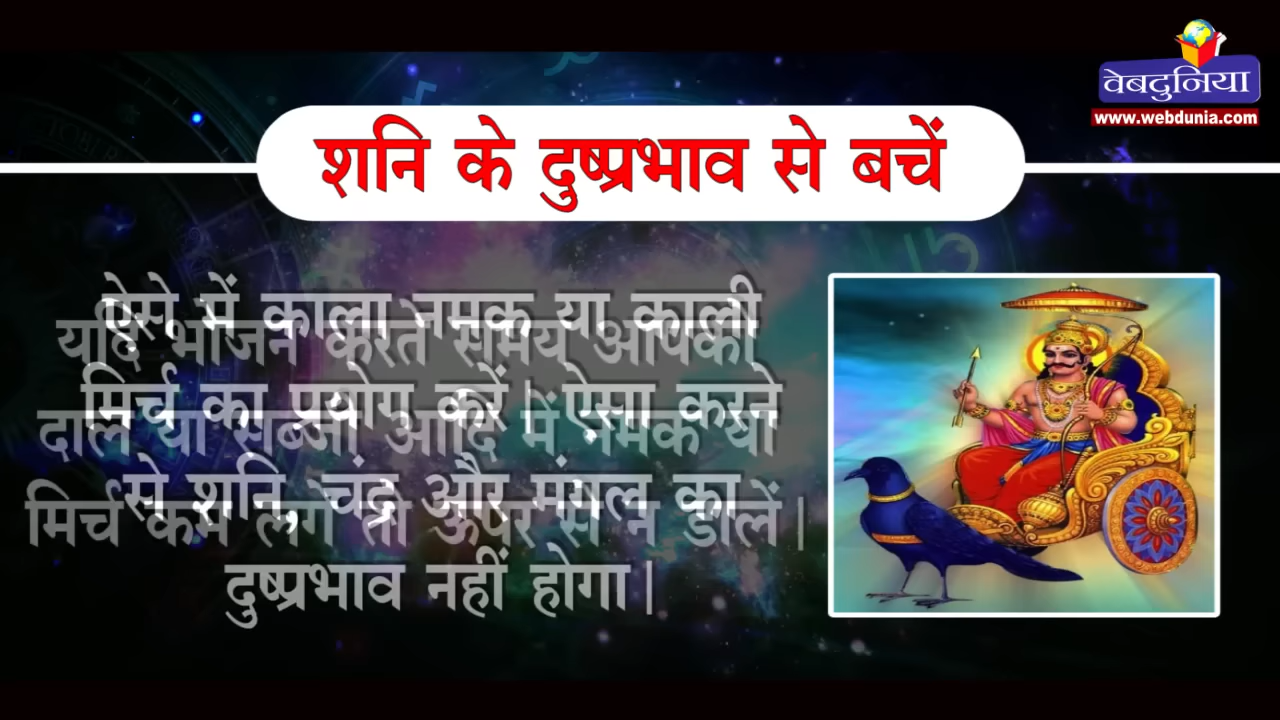 वेबदुनिया
www.webdunia.com
शनि के दुष्प्रभाव से बचें
यदि भोजन करते समय आपको
दाल या सब्जी आदि में नमक या
मिर्च कम लगे तो ऊपर से न डालें।
ऐसे में काला नमक या काली
मिर्च का प्रयोग करें। ऐसा करने
से शनि, चंद्र और मंगल का
दुष्प्रभाव नहीं होगा।